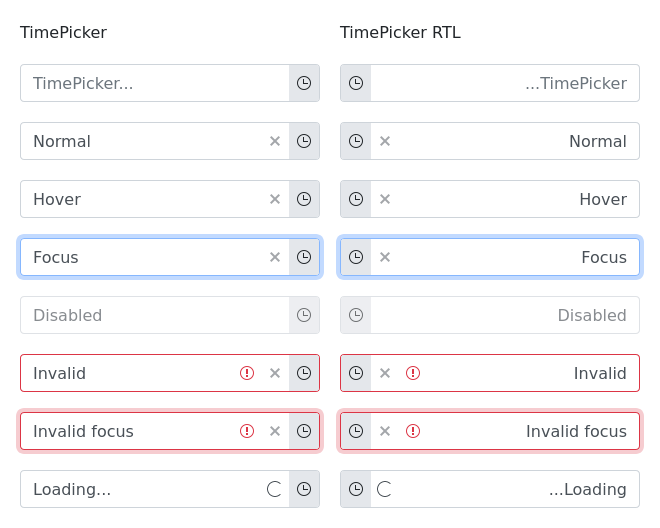 TimePicker
TimePicker...
Normal
Hover
Focus
Disabled
Invalid
Invalid focus
Loading...
TimePicker RTL
...TimePicker
Normal
Hover
Focus
Disabled
Invalid
Invalid focus
...Loading